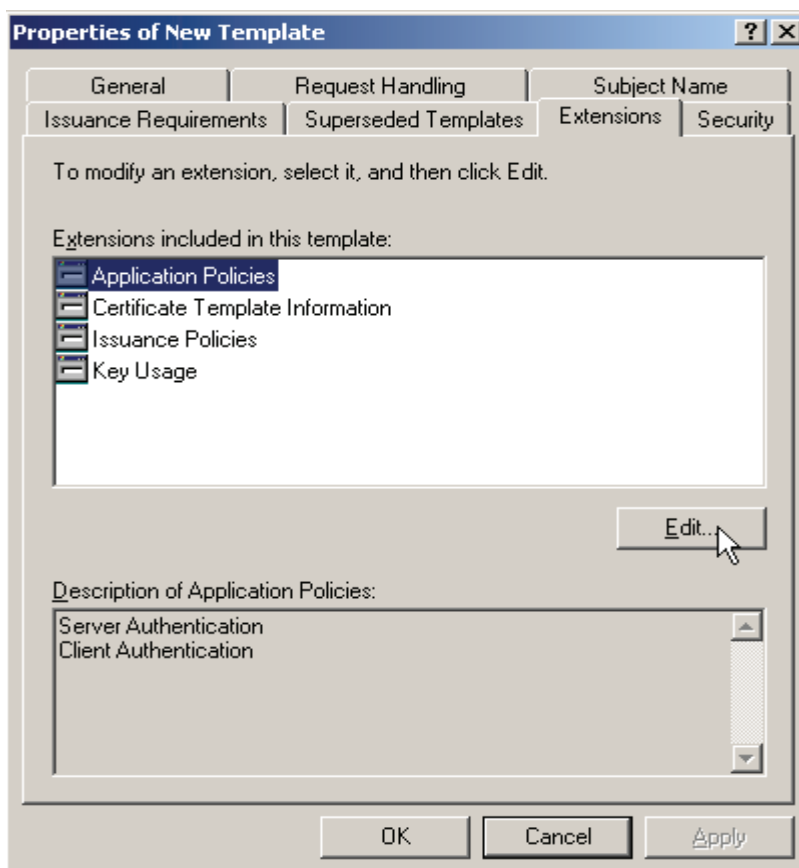 Properties of New Template
General Request Handling Subject Name
Issuance Requirements Superseded Templates Extensions Security
To modify an extension, select it, and then click Edit.
Extensions included in this template:
Application Policies
Certificate Template Information
Issuance Policies
Key Usage
Edit...
Description of Application Policies:
Server Authentication
Client Authentication
OK Cancel Apply